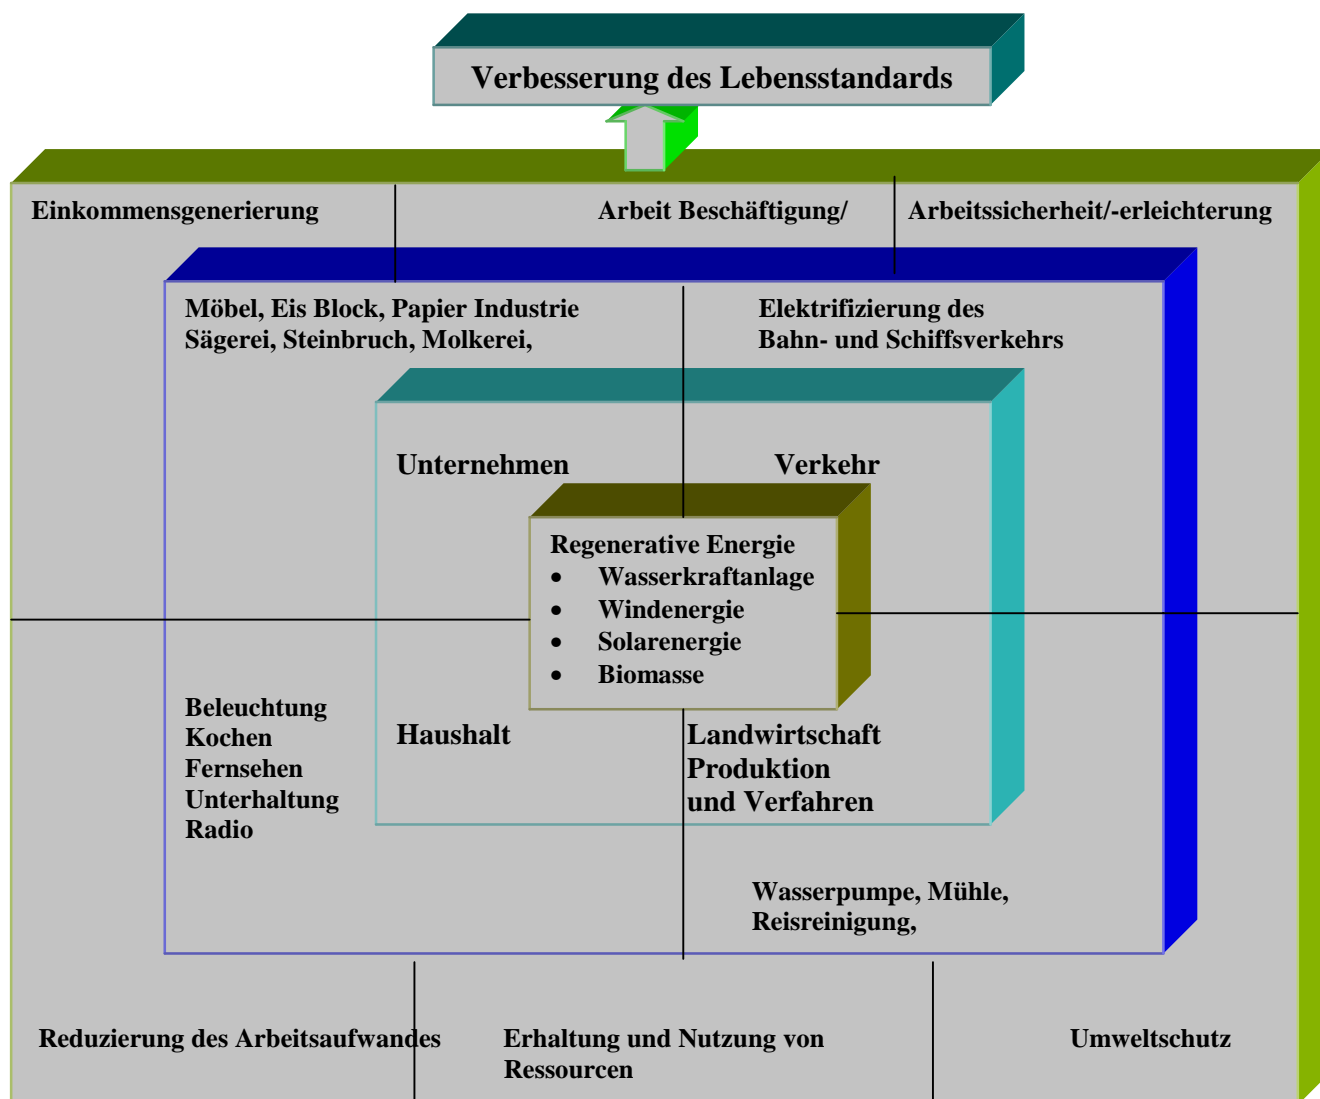 Verbesserung des Lebensstandards
Einkommensgenerierung
Arbeit Beschäftigung/
Arbeitssicherheit/-erleichterung
Möbel, Eis Block, Papier Industrie
Sägerei, Steinbruch, Molkerei,
Elektrifizierung des
Bahn- und Schiffsverkehrs
Unternehmen
Verkehr
Regenerative Energie
• Wasserkraftanlage
• Windenergie
• Solarenergie
• Biomasse
Beleuchtung
Kochen
Fernsehen
Unterhaltung
Radio
Haushalt
Landwirtschaft
Produktion
und Verfahren
Wasserpumpe, Mühle,
Reisreinigung,
Reduzierung des Arbeitsaufwandes
Erhaltung und Nutzung von
Ressourcen
Umweltschutz